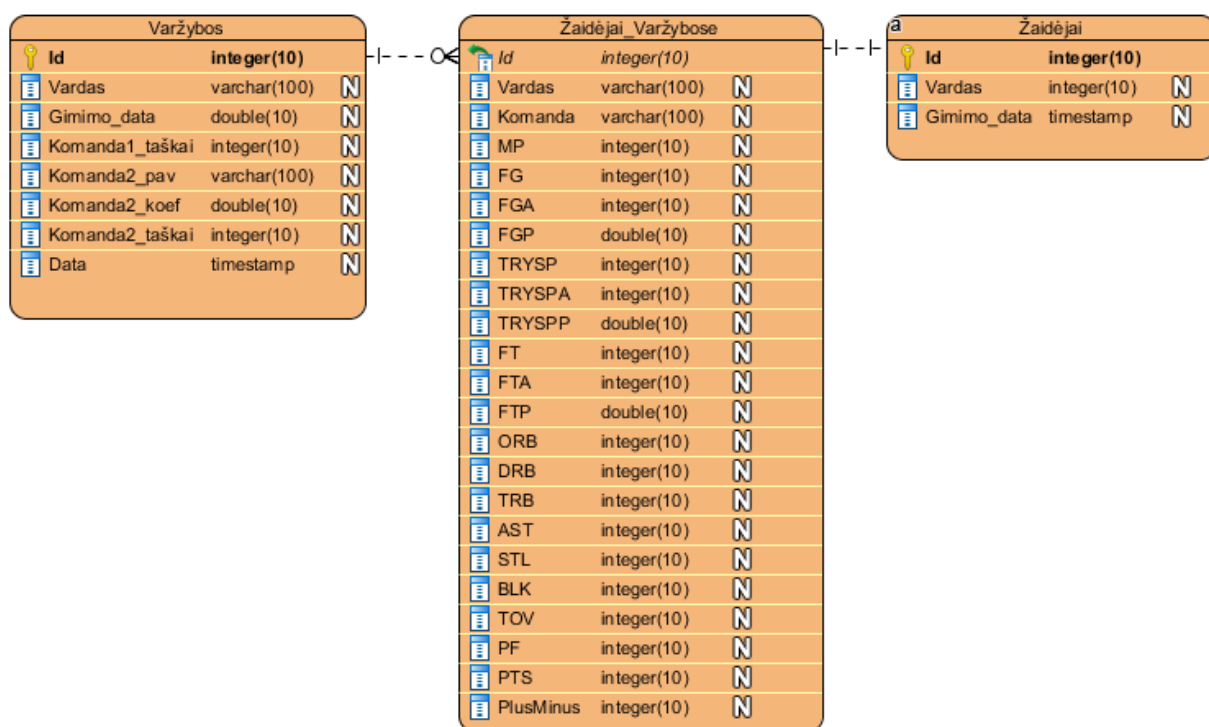 Varžybos
Id integer(10)
Vardas varchar(100) N
Gimimo_data double(10) N
Komanda1_taškai integer(10) N
Komanda2_pav varchar(100) N
Komanda2_koef double(10) N
Komanda2_taškai integer(10) N
Data timestamp N
Žaidėjai_Varžybose
Id integer(10)
Vardas varchar(100) N
Komanda varchar(100) N
MP integer(10) N
FG integer(10) N
FGA integer(10) N
FGP double(10) N
TRYSP integer(10) N
TRYSPA integer(10) N
TRYSPP double(10) N
FT integer(10) N
FTA integer(10) N
FTP double(10) N
ORB integer(10) N
DRB integer(10) N
TRB integer(10) N
AST integer(10) N
STL integer(10) N
BLK integer(10) N
TOV integer(10) N
PF integer(10) N
PTS integer(10) N
PlusMinus integer(10) N
a Žaidėjai
Id integer(10)
Vardas integer(10) N
Gimimo_data timestamp N